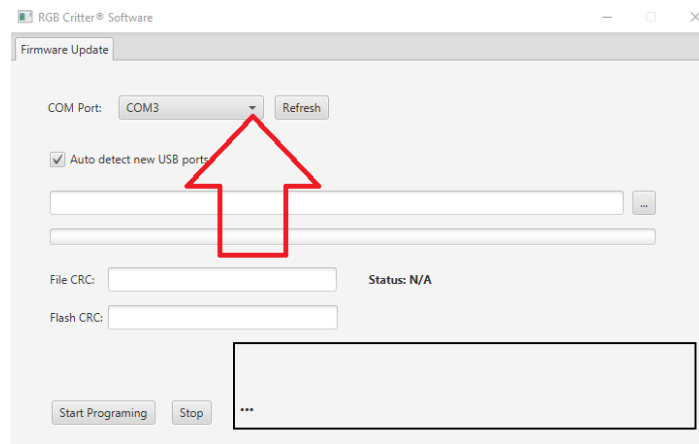 RGB Critter® Software
Firmware Update
COM Port: COM3 Refresh
Auto detect new USB ports
...
File CRC: Status: N/A
Flash CRC:
Start Programing Stop ...